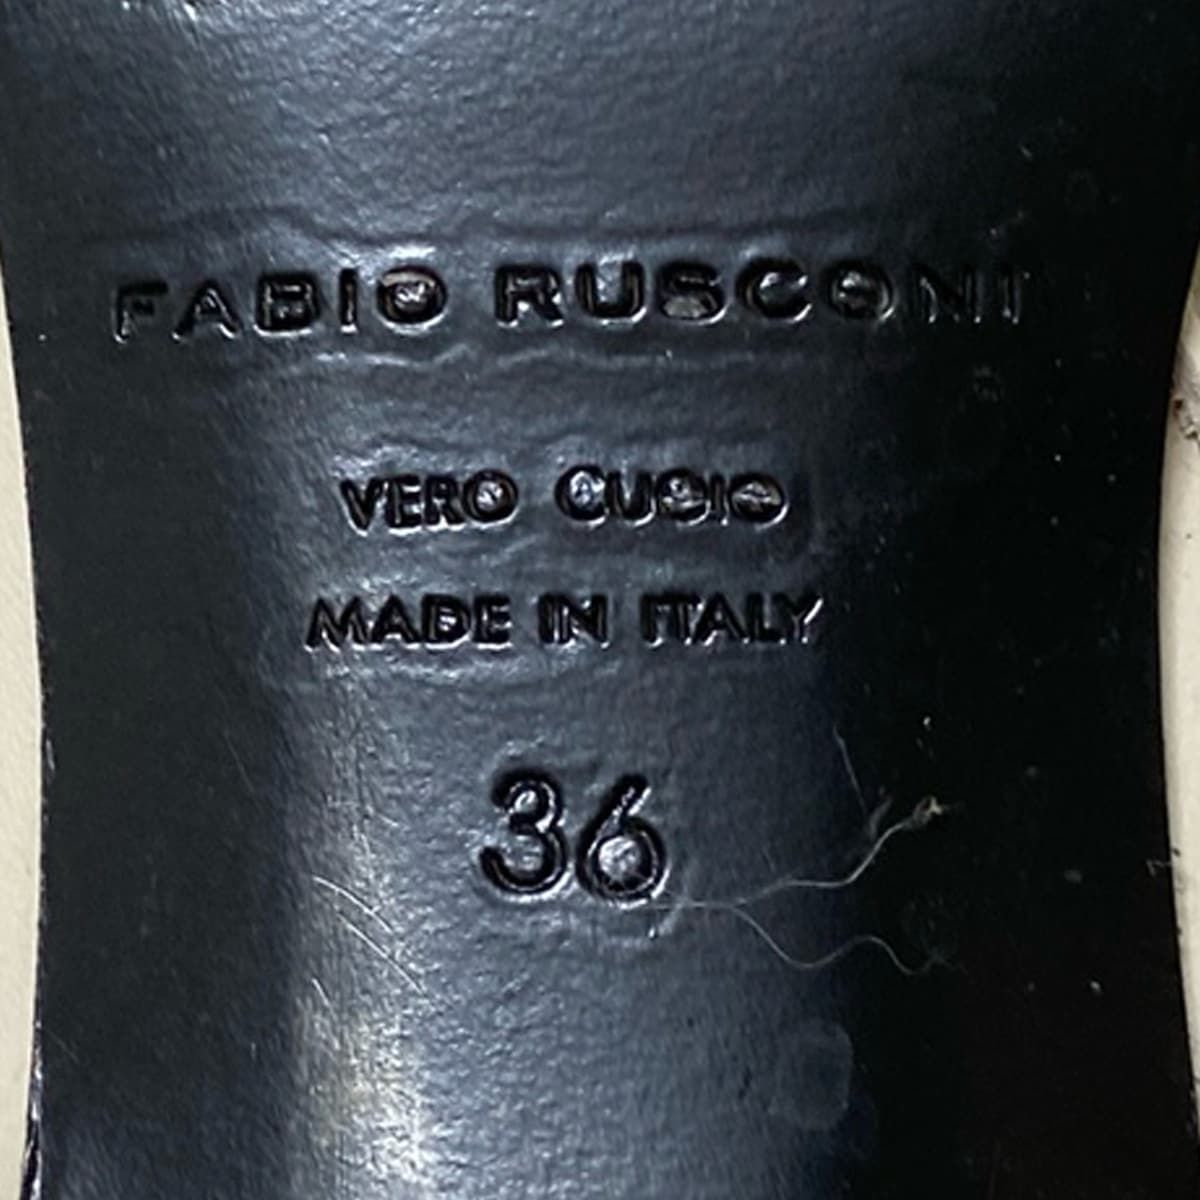 FABIO RUSCONI
VERO CUOIO
MADE IN ITALY
36